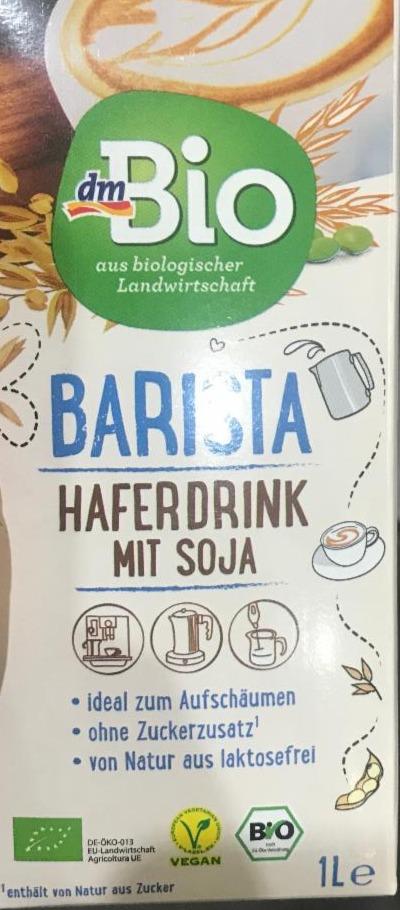 dm
Bio
aus biologischer
Landwirtschaft
BARISTA
HAFERDRINK
MIT SOJA
• ideal zum Aufschäumen
• ohne Zuckerzusatz¹
• von Natur aus laktosefrei
DE-ÖKO-013
EU-Landwirtschaft
Agricoltura UE
VEGAN
BIO
nach
1L e
¹enthält von Natur aus Zucker